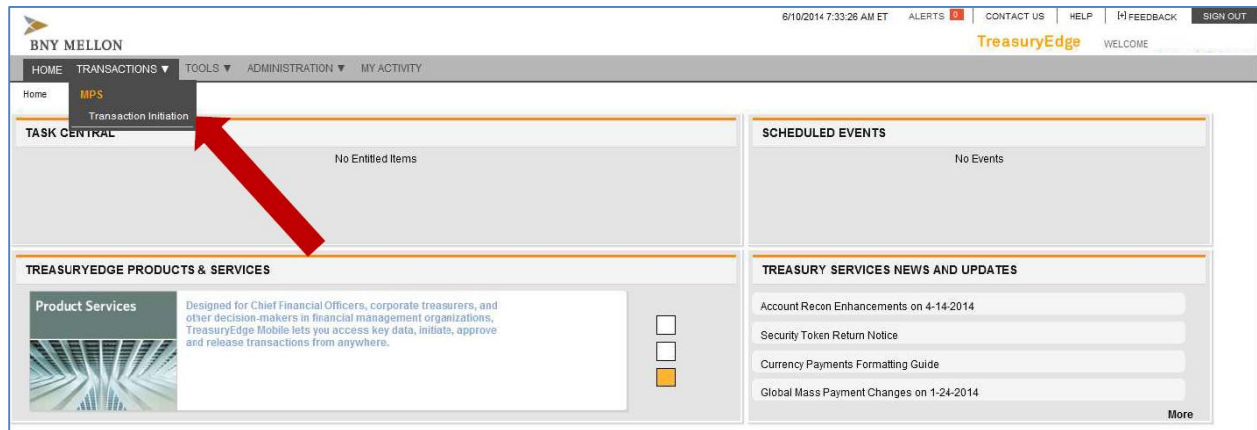 6/10/2014 7:33:26 AM ET ALERTS 0 CONTACT US HELP [+] FEEDBACK SIGN OUT
BNY MELLON
TreasuryEdge WELCOME
HOME TRANSACTIONS ▼ TOOLS ▼ ADMINISTRATION ▼ MY ACTIVITY
Home
MPS
Transaction Initiation
TASK CENTRAL
No Entitled Items
SCHEDULED EVENTS
No Events
TREASURYEDGE PRODUCTS & SERVICES
Product Services
Designed for Chief Financial Officers, corporate treasurers, and
other decision-makers in financial management organizations,
TreasuryEdge Mobile lets you access key data, initiate, approve
and release transactions from anywhere.
TREASURY SERVICES NEWS AND UPDATES
Account Recon Enhancements on 4-14-2014
Security Token Return Notice
Currency Payments Formatting Guide
Global Mass Payment Changes on 1-24-2014
More